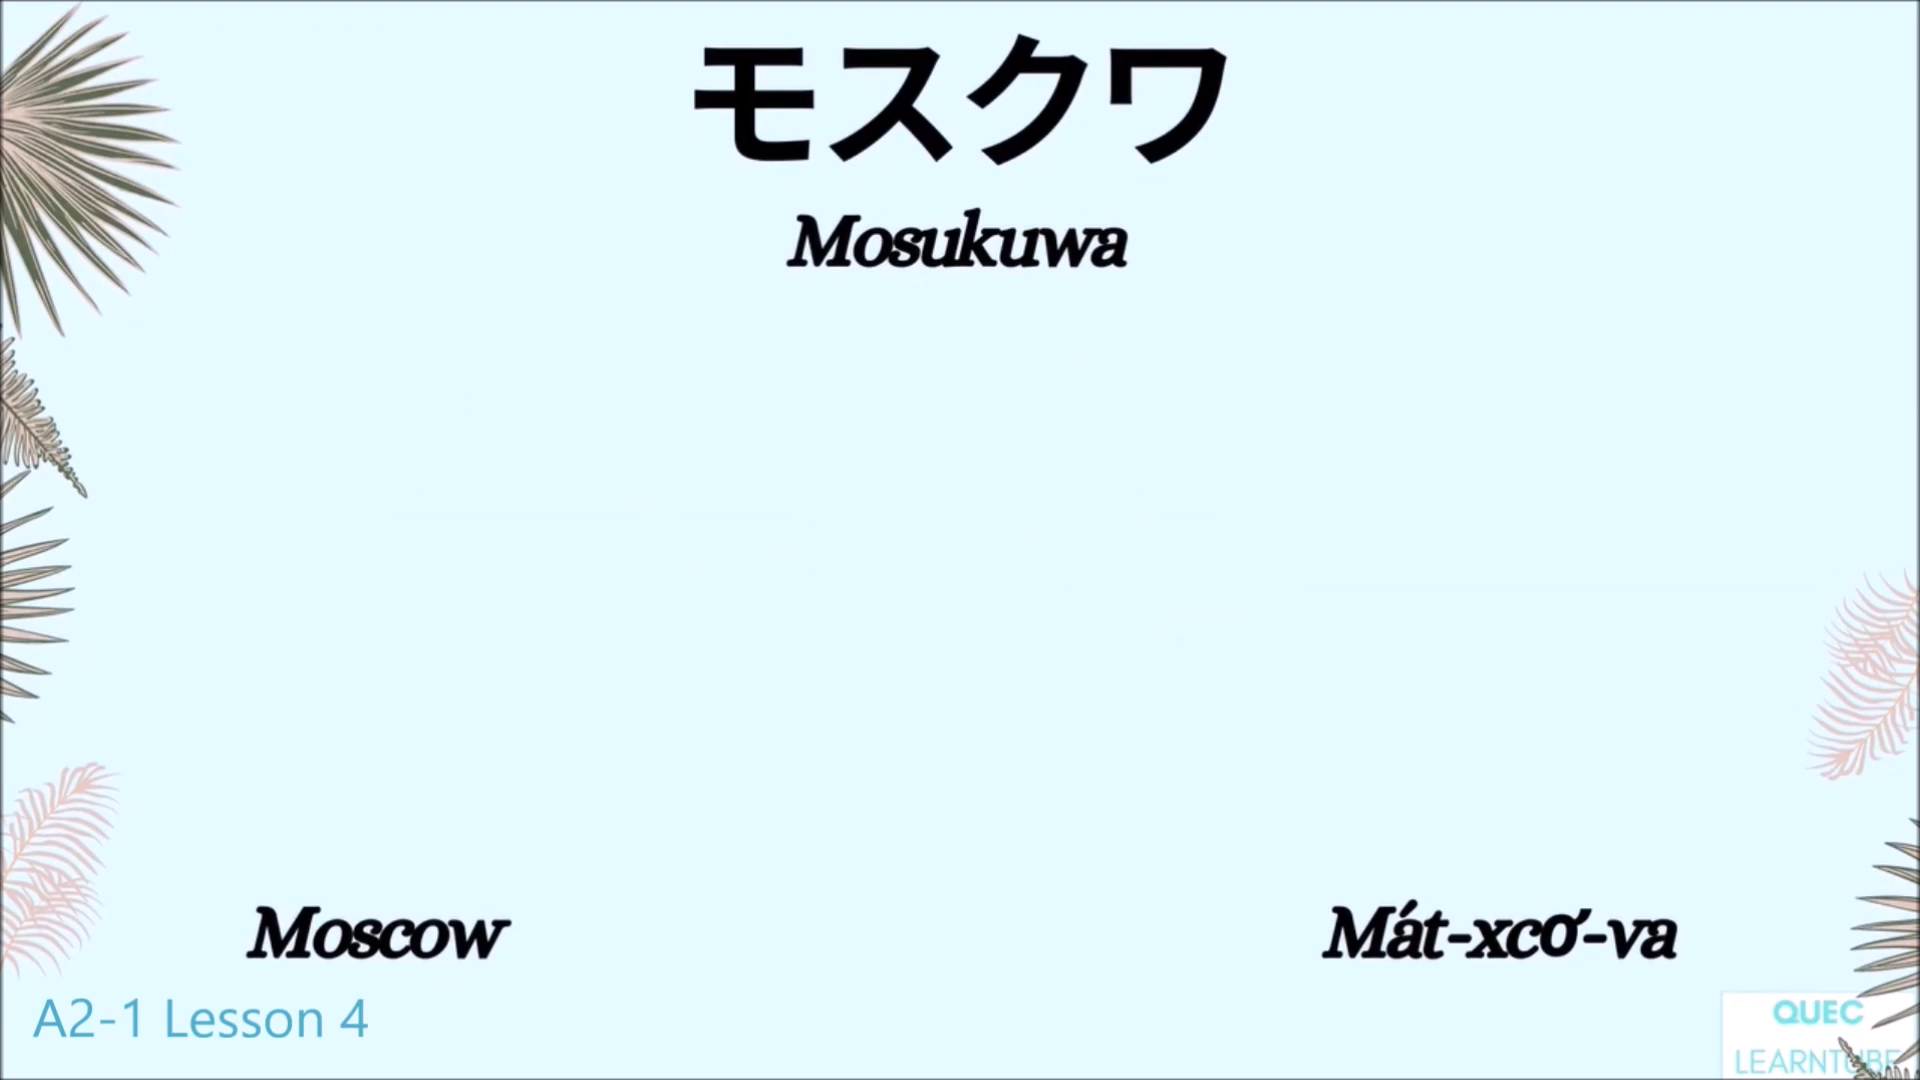 モスクワ
Mosukuwa
Moscow
Mát-xcơ-va
A2-1 Lesson 4
QUEC
LEARNTUBE